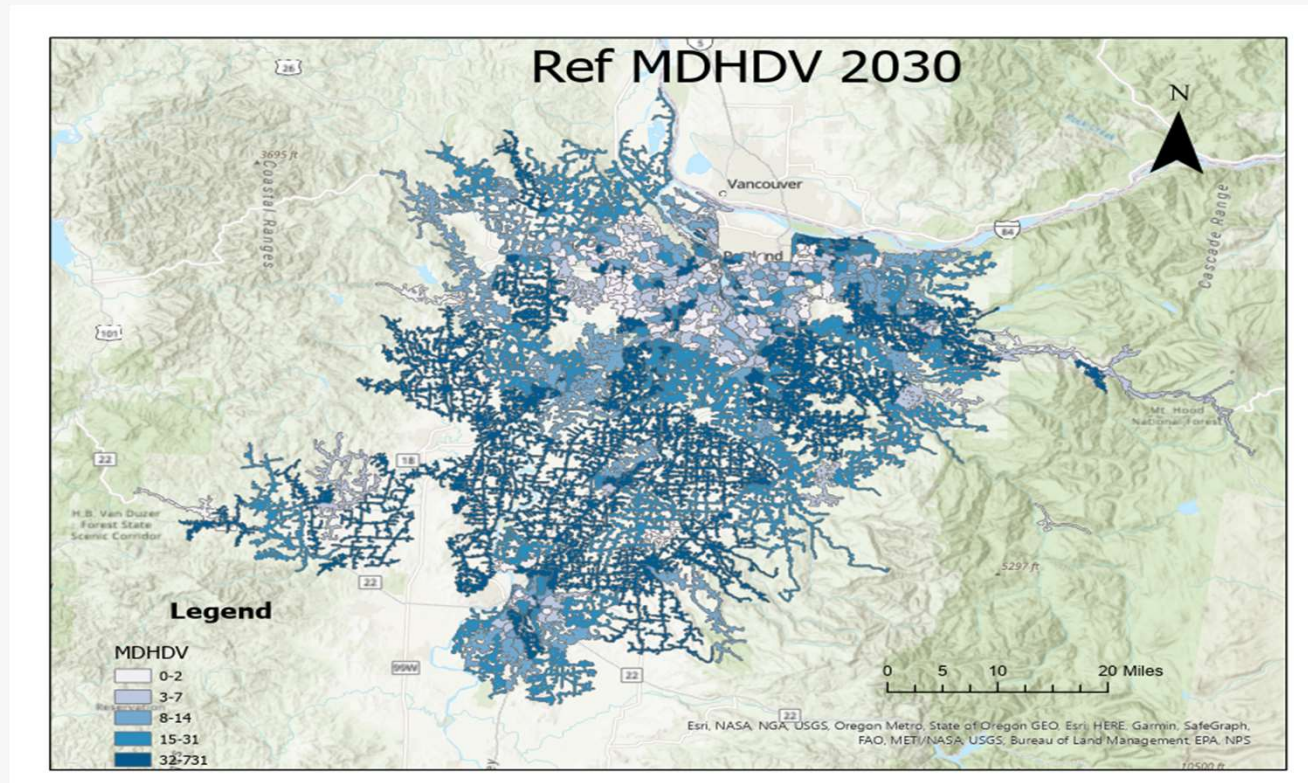 Ref MDHDV 2030
26
5
N
3695 ft
Coastal Ranges
Vancouver
84
Cascade Range
101
Mt. Hood
National Forest
22
18
H.B. Van Duzer
Forest State
Scenic Corridor
5297 ft
22
Legend
MDHDV
0-2
3-7
8-14
15-31
32-731
99W
22
22
0 5 10 20 Miles
Esri, NASA, NGA, USGS, Oregon Metro, State of Oregon GEO, Esri, HERE, Garmin, SafeGraph,
FAO, METI/NASA, USGS, Bureau of Land Management, EPA, NPS
10500 ft